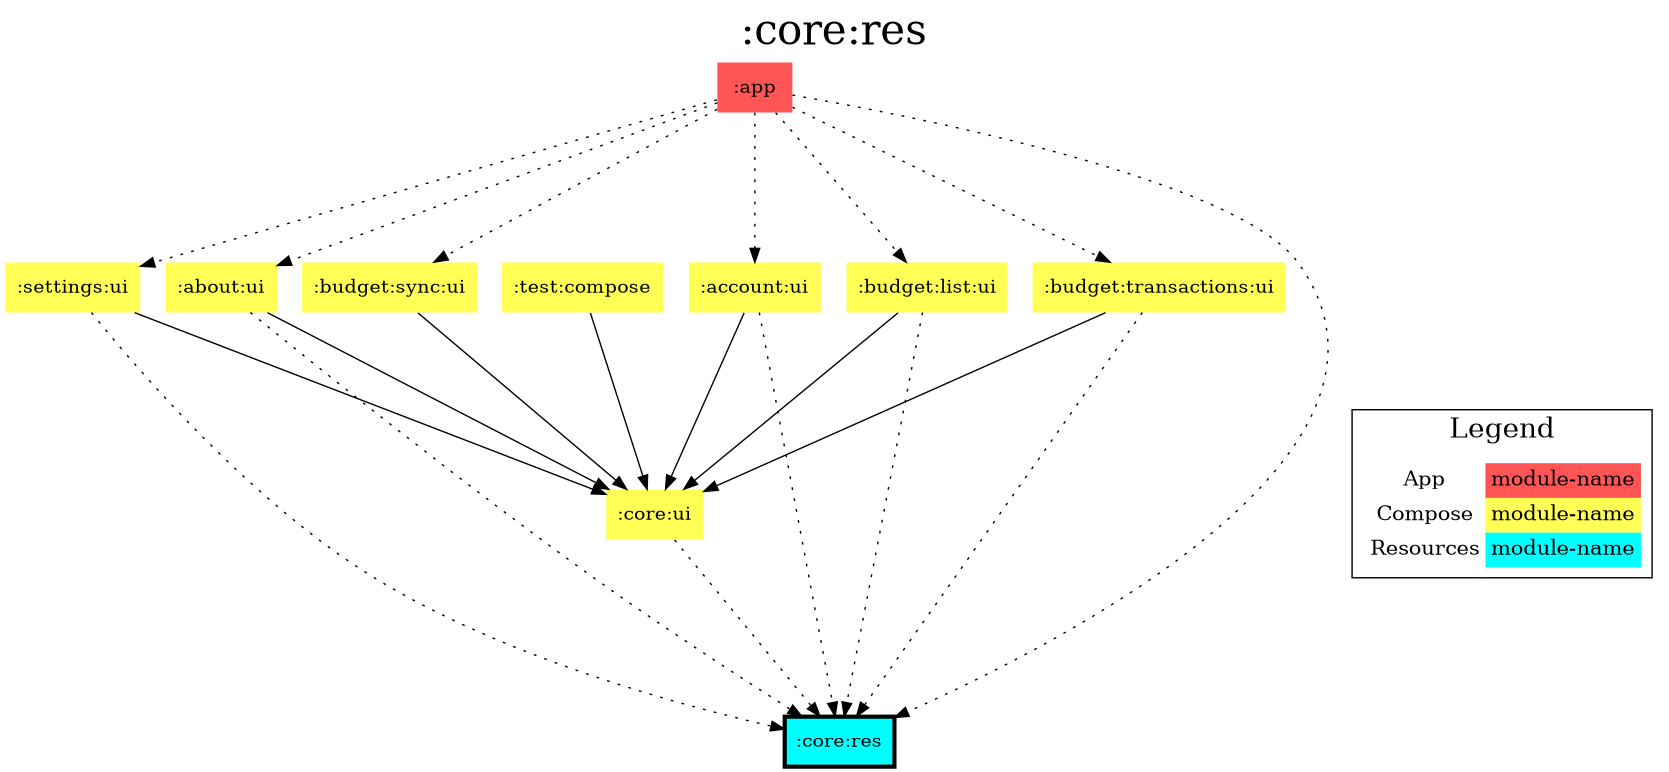 :core:res
:app
:settings:ui
:about:ui
:budget:sync:ui
:test:compose
:account:ui
:budget:list:ui
:budget:transactions:ui
Legend
App module-name
Compose module-name
Resources module-name
:core:ui
:core:res